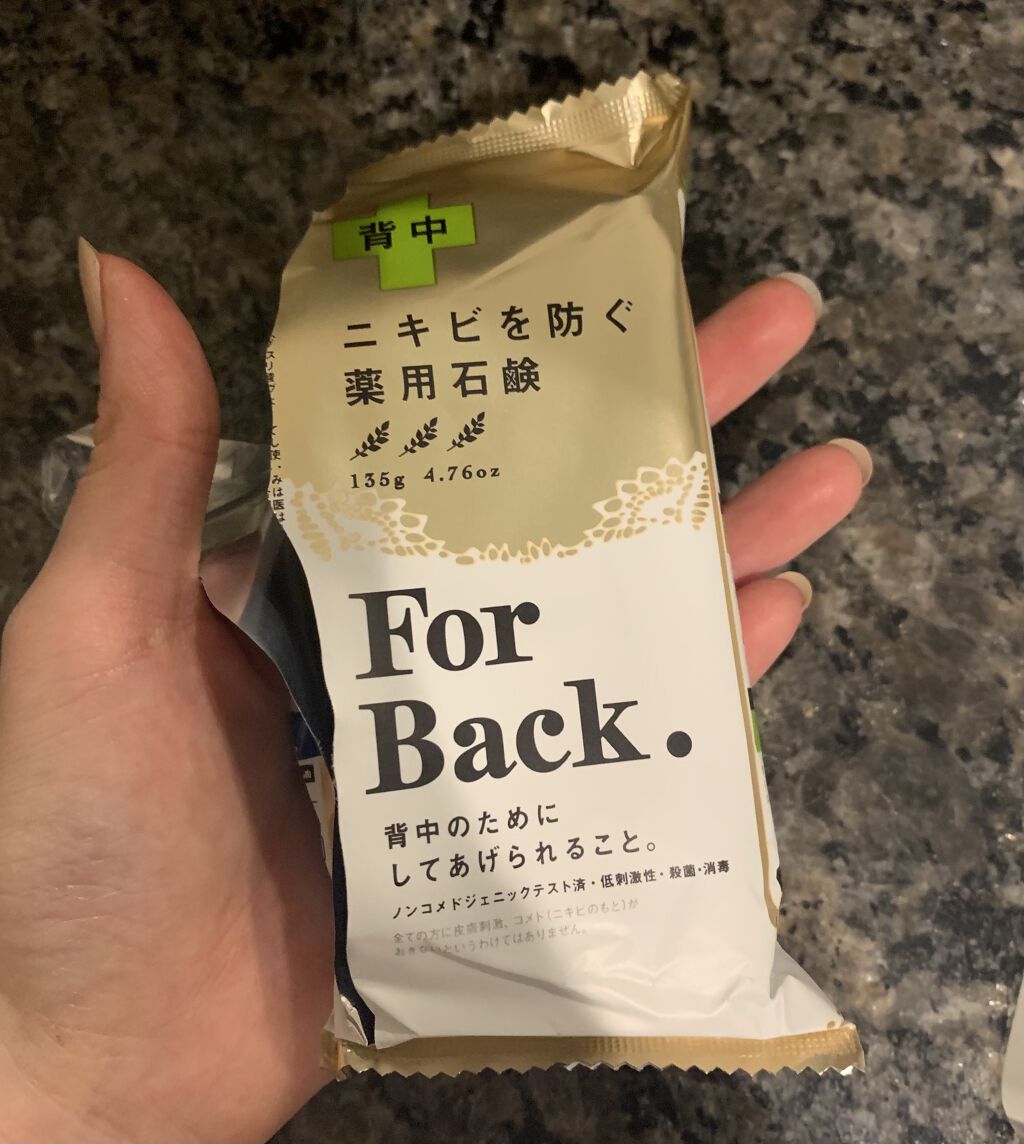 背中
ニキビを防ぐ
薬用石鹸
135g 4.76oz
For
Back.
背中のために
してあげられること。
ノンコメドジェニックテスト済・低刺激性・殺菌・消毒
全ての方に皮膚刺激、コメド(ニキビのもと)が
おきないというわけではありません。